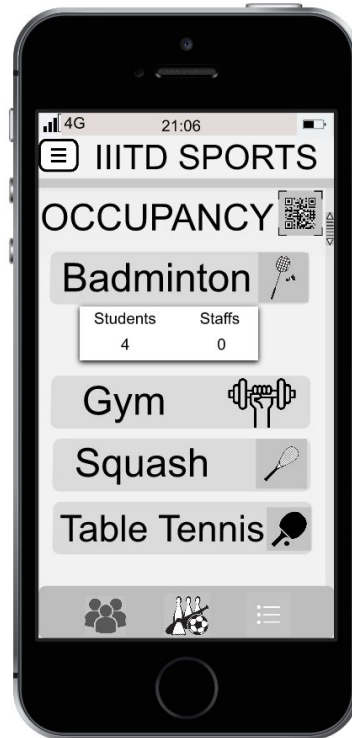 4G 21:06
IIITD SPORTS
OCCUPANCY
Badminton
Students Staffs
4 0
Gym
Squash
Table Tennis